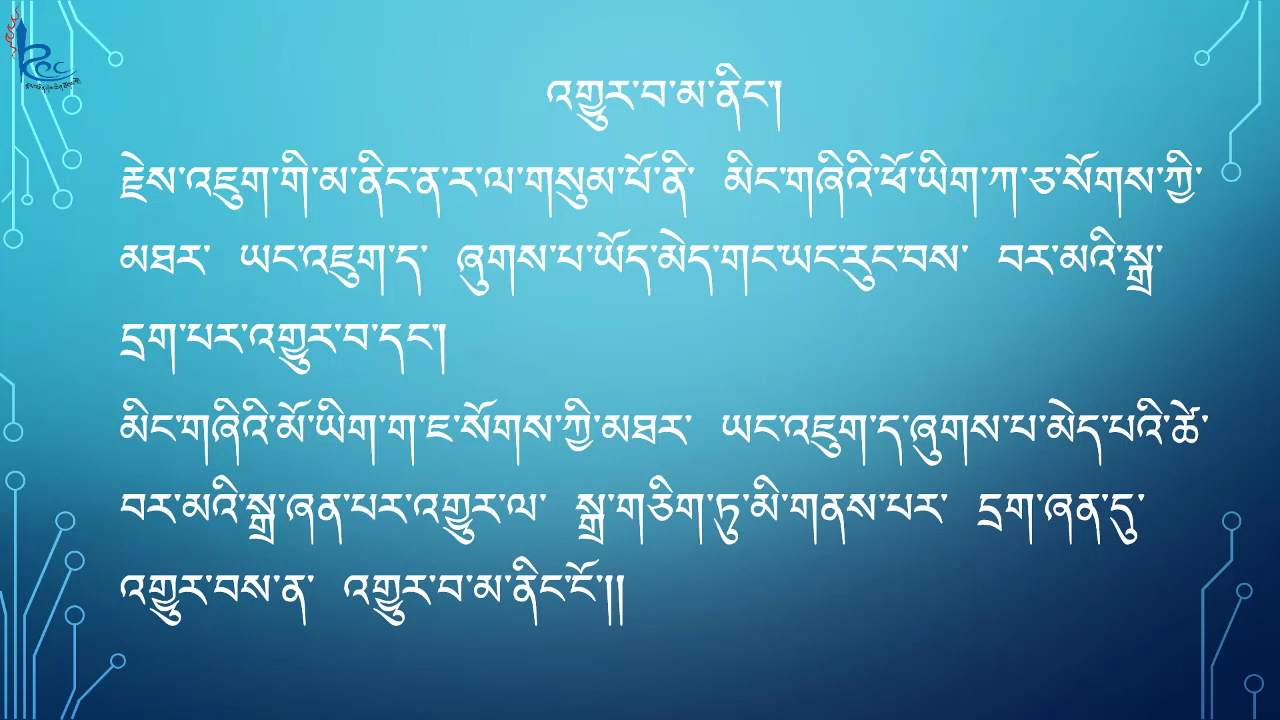 འགྱུར་བ་མ་ནིང་།
རྗེས་འཇུག་གི་མ་ནིང་ན་ར་ལ་གསུམ་པོ་ནི་ མིང་གཞིའི་ཕོ་ཡིག་ཀ་ཅ་སོགས་ཀྱི་
མཐར་ ཡང་འཇུག་ད་ ཞུགས་པ་ཡོད་མེད་གང་ཡང་རུང་བས་ བར་མའི་སྒྲ་
དྲག་པར་འགྱུར་བ་དང་།
མིང་གཞིའི་མོ་ཡིག་ག་ཇ་སོགས་ཀྱི་མཐར་ ཡང་འཇུག་ད་ཞུགས་པ་མེད་པའི་ཚེ་
བར་མའི་སྒྲ་ཞན་པར་འགྱུར་ལ་ སྒྲ་གཅིག་ཏུ་མི་གནས་པར་ དྲག་ཞན་དུ་
འགྱུར་བས་ན་ འགྱུར་བ་མ་ནིང་ངོ་།།